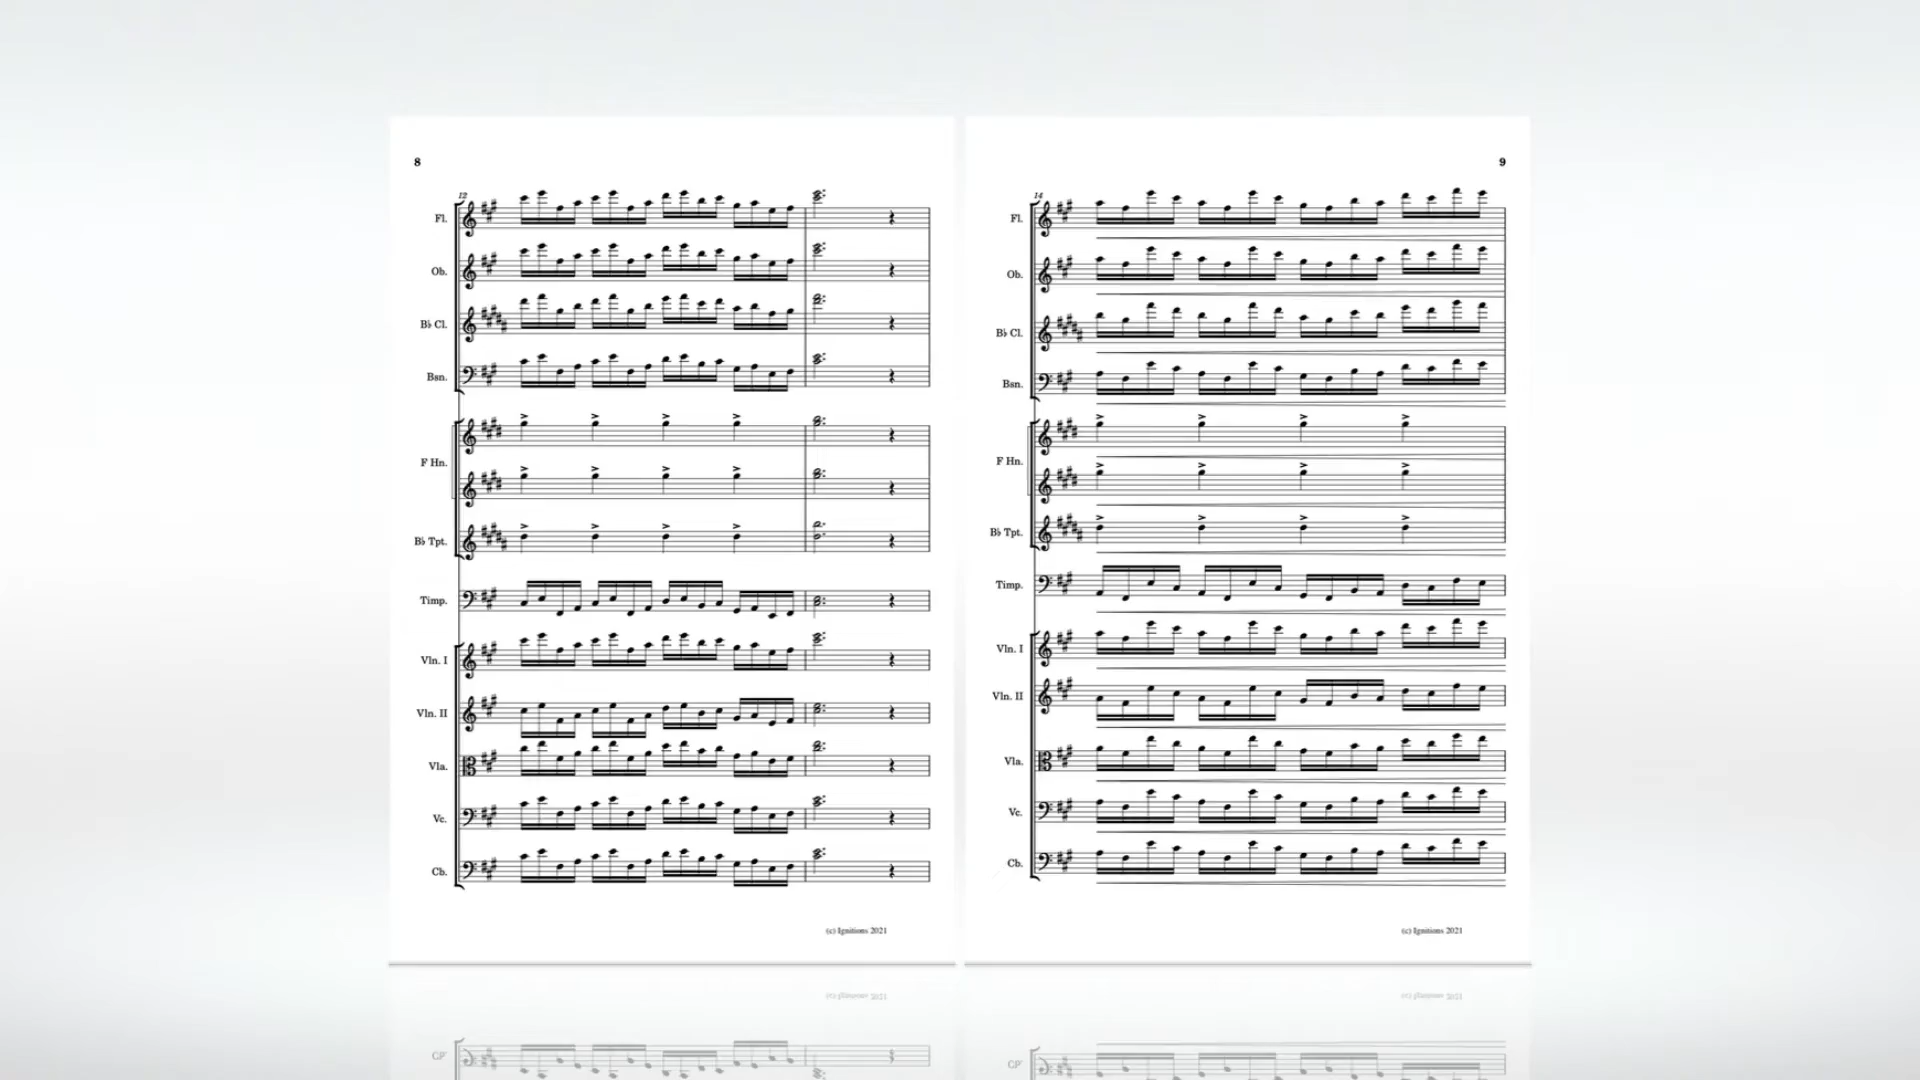 8
12
Fl.
Ob.
B♭ Cl.
Bsn.
F Hn.
B♭ Tpt.
Timp.
Vln. I
Vln. II
Vla.
Vc.
Cb.
(c) Ignitions 2021
9
14
Fl.
Ob.
B♭ Cl.
Bsn.
F Hn.
B♭ Tpt.
Timp.
Vln. I
Vln. II
Vla.
Vc.
Cb.
(c) Ignitions 2021